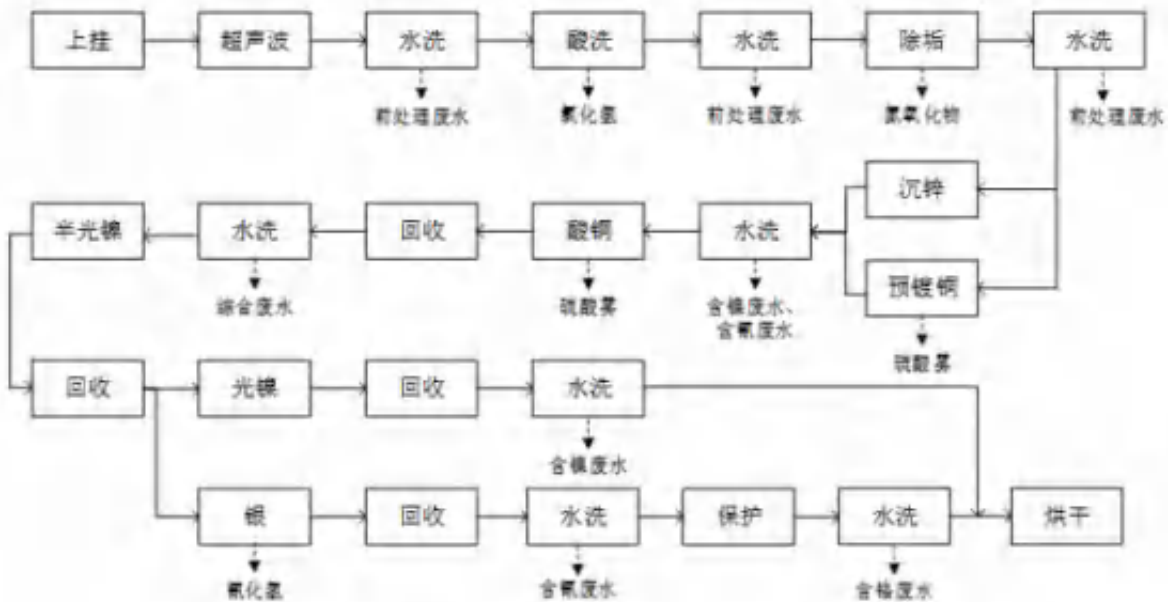 上挂
超声波
水洗
酸洗
水洗
除垢
水洗
前处理废水
氯化氢
前处理废水
氮氧化物
前处理废水
沉锌
半光镍
水洗
回收
酸铜
水洗
综合废水
硫酸雾
含镍废水、
含氰废水
预镀铜
硫酸雾
回收
光镍
回收
水洗
含镍废水
银
回收
水洗
保护
水洗
烘干
氰化氢
含氰废水
含铬废水